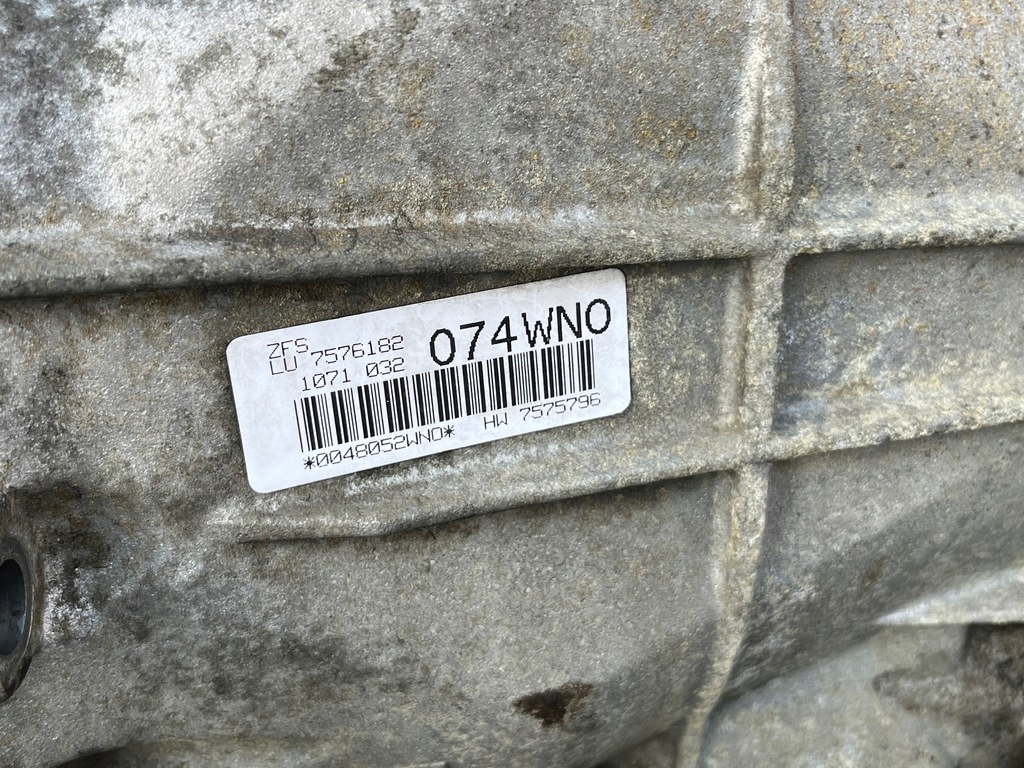 ZFS
LU 7576182
1071 032
074WNO
*0048052WNO* HW 7575796